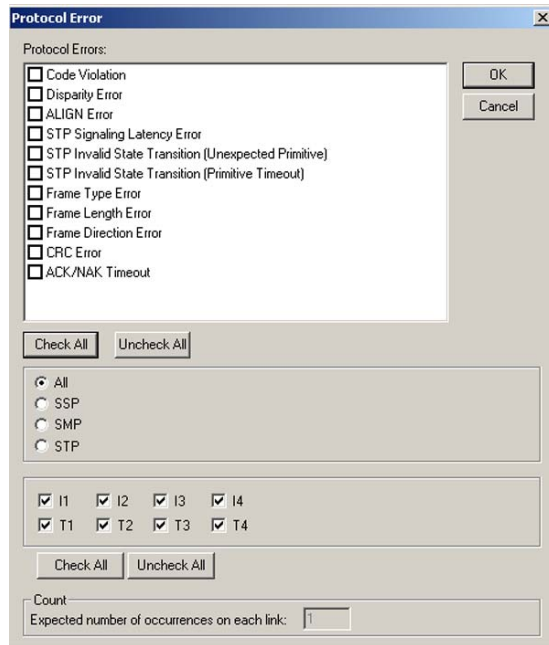 Protocol Error
Protocol Errors:
Code Violation
Disparity Error
ALIGN Error
STP Signaling Latency Error
STP Invalid State Transition (Unexpected Primitive)
STP Invalid State Transition (Primitive Timeout)
Frame Type Error
Frame Length Error
Frame Direction Error
CRC Error
ACK/NAK Timeout
OK
Cancel
Check All Uncheck All
All
SSP
SMP
STP
I1 I2 I3 I4
T1 T2 T3 T4
Check All Uncheck All
Count
Expected number of occurrences on each link: 1